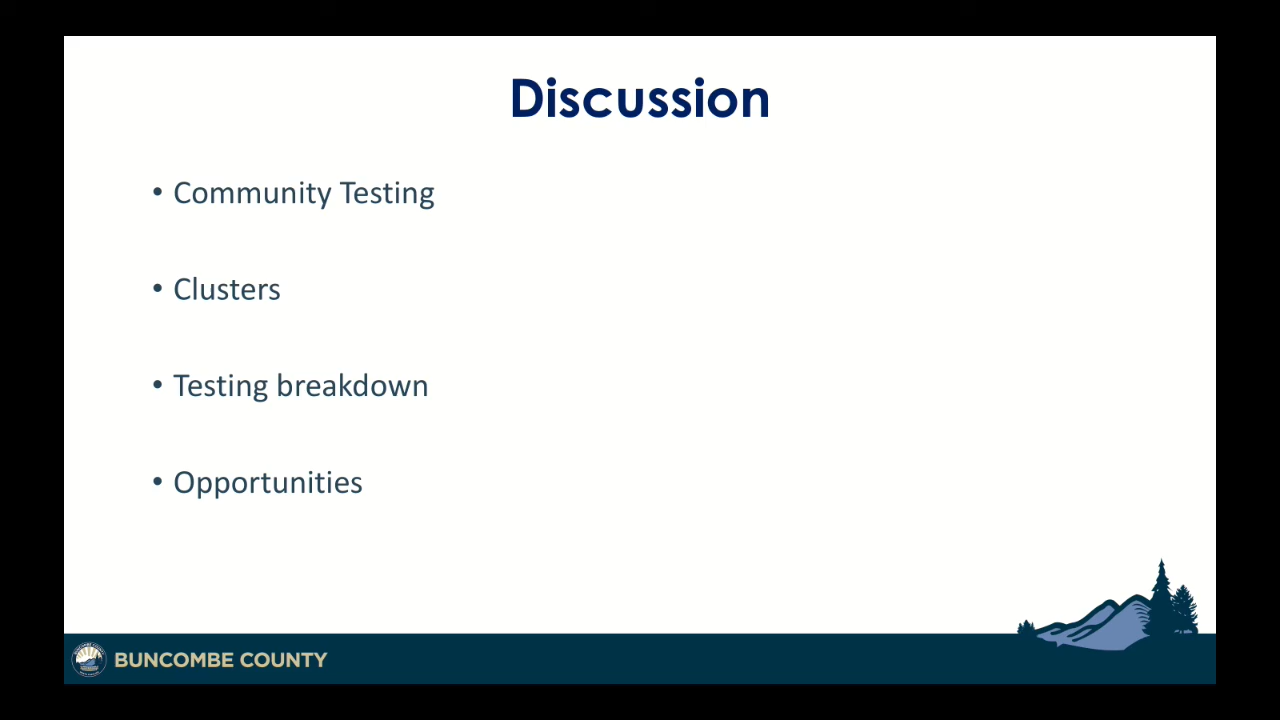 Discussion
• Community Testing
• Clusters
• Testing breakdown
• Opportunities
BUNCOMBE COUNTY